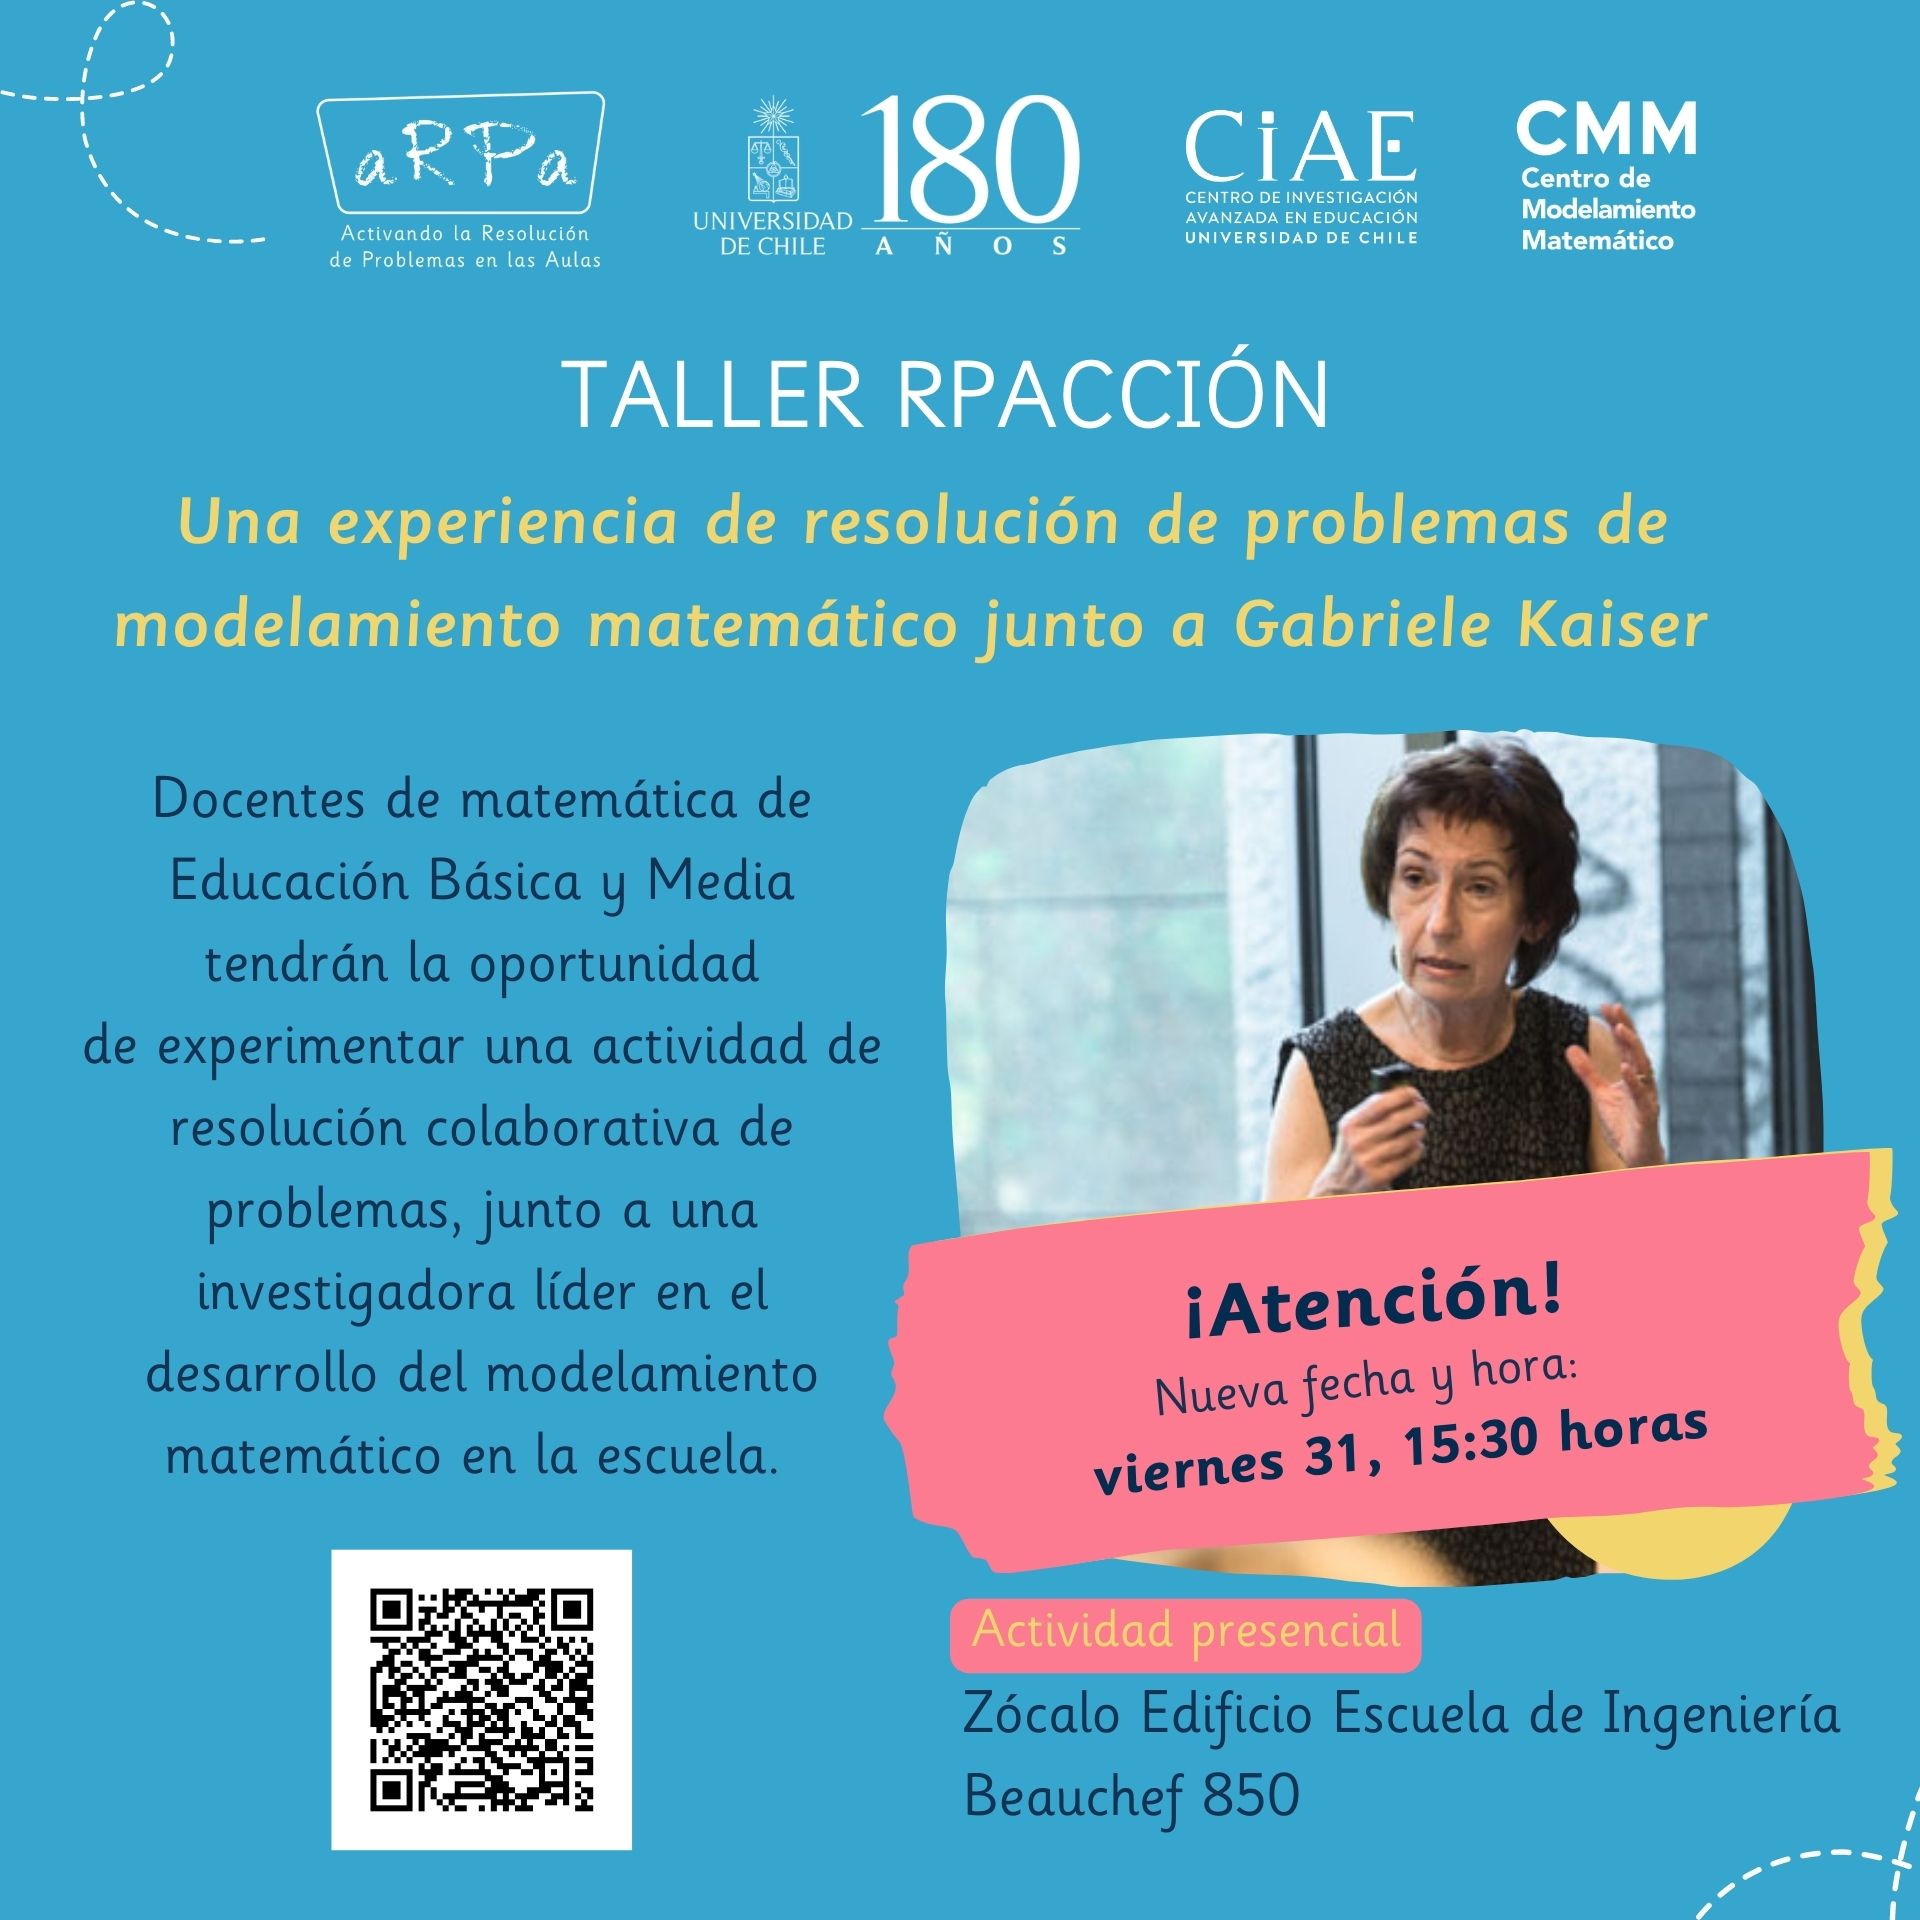 aRPa
Activando la Resolución
de Problemas en las Aulas
UNIVERSIDAD
DE CHILE
180
AÑOS
CiAE
CENTRO DE INVESTIGACIÓN
AVANZADA EN EDUCACIÓN
UNIVERSIDAD DE CHILE
CMM
Centro de
Modelamiento
Matemático
TALLER RPACCIÓN
Una experiencia de resolución de problemas de
modelamiento matemático junto a Gabriele Kaiser
Docentes de matemática de
Educación Básica y Media
tendrán la oportunidad
de experimentar una actividad de
resolución colaborativa de
problemas, junto a una
investigadora líder en el
desarrollo del modelamiento
matemático en la escuela.
¡Atención!
Nueva fecha y hora:
viernes 31, 15:30 horas
Actividad presencial
Zócalo Edificio Escuela de Ingeniería
Beauchef 850